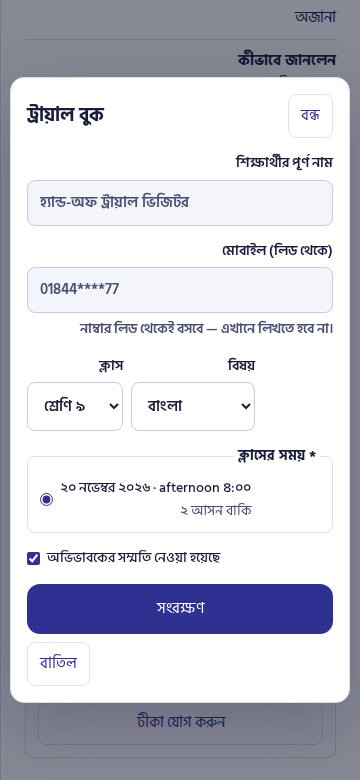 অজানা
কীভাবে জানলেন
ট্রায়াল বুক
বন্ধ
শিক্ষার্থীর পূর্ণ নাম
হ্যান্ড-অফ ট্রায়াল ভিজিটর
মোবাইল (লিড থেকে)
01844****77
নাম্বার লিড থেকেই বসবে — এখানে লিখতে হবে না।
ক্লাস
বিষয়
শ্রেণি ৯
বাংলা
ক্লাসের সময় *
২০ নভেম্বর ২০২৬ · afternoon ৪:০০
২ আসন বাকি
অভিভাবকের সম্মতি নেওয়া হয়েছে
সংরক্ষণ
বাতিল
টীকা যোগ করুন